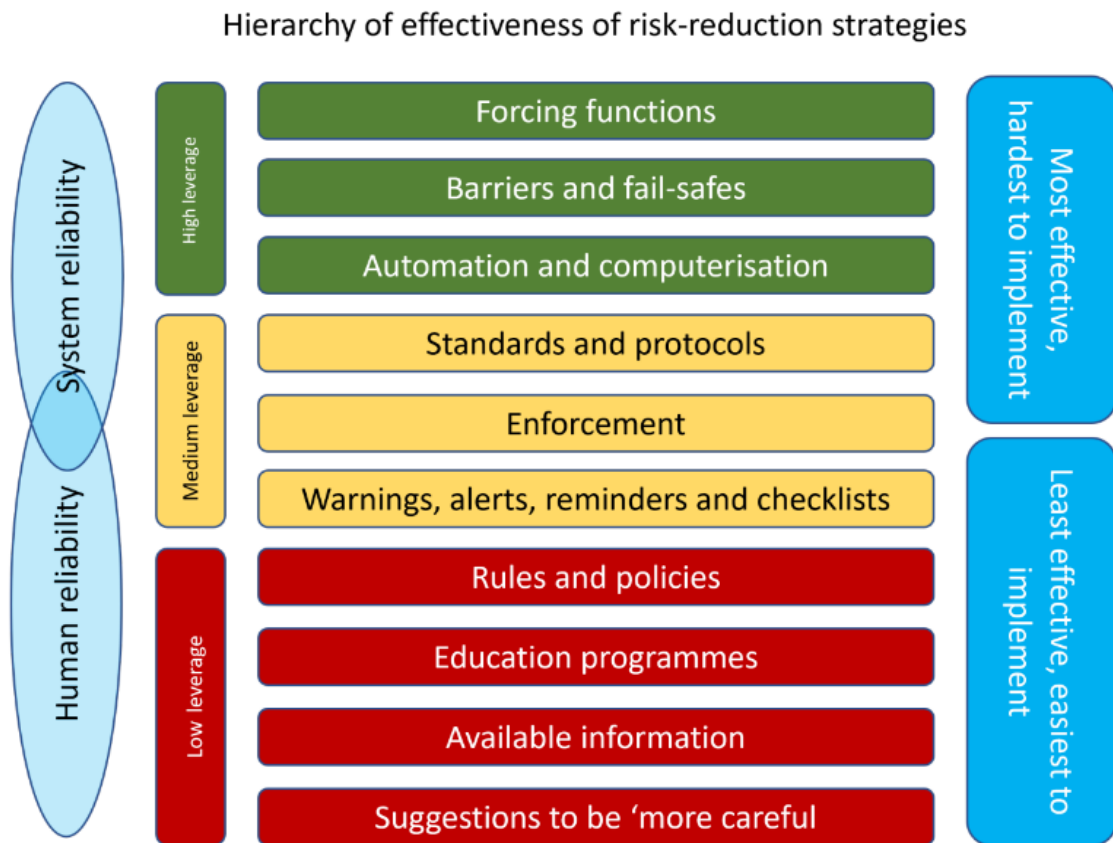 Hierarchy of effectiveness of risk-reduction strategies
System reliability
Human reliability
High leverage
Medium leverage
Low leverage
Forcing functions
Barriers and fail-safes
Automation and computerisation
Standards and protocols
Enforcement
Warnings, alerts, reminders and checklists
Rules and policies
Education programmes
Available information
Suggestions to be ‘more careful
Most effective,
hardest to implement
Least effective, easiest to
implement